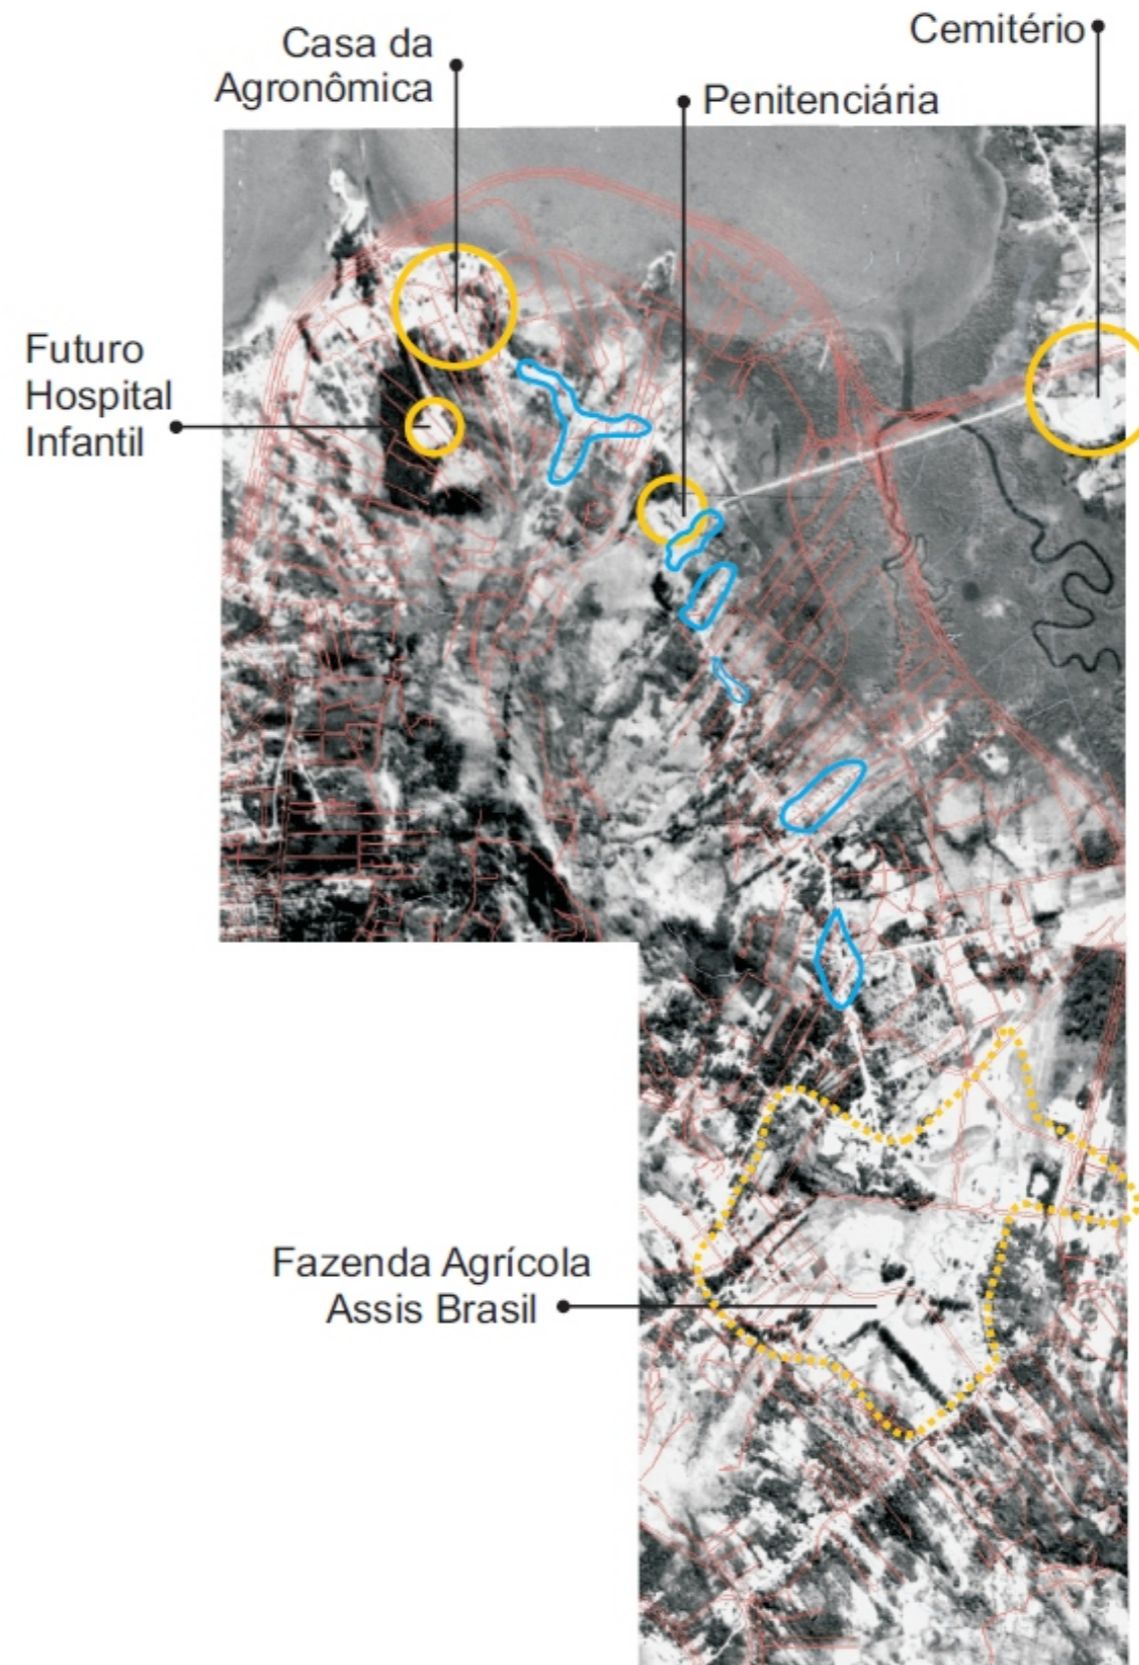 Casa da
Agronômica
Cemitério
Penitenciária
Futuro
Hospital
Infantil
Fazenda Agrícola
Assis Brasil